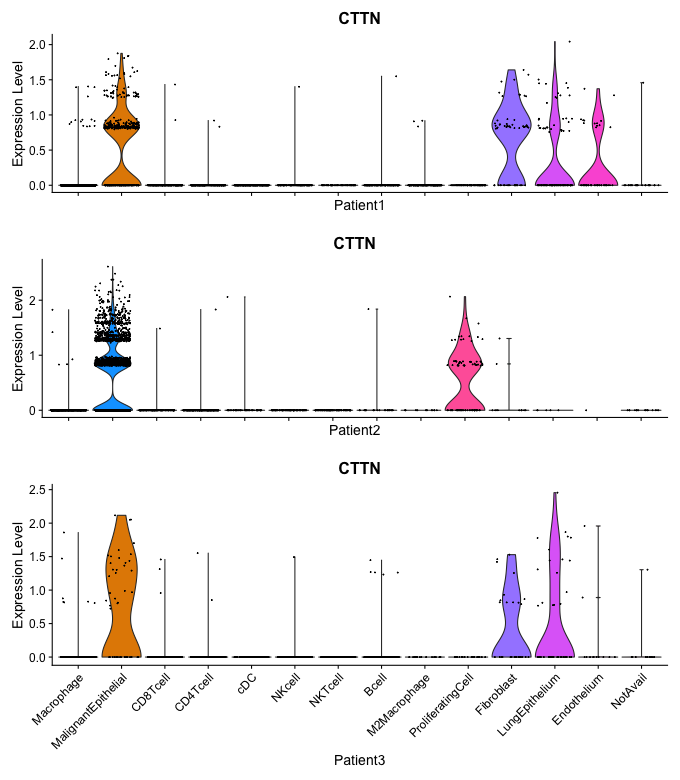 CTTN
Expression Level
2.0
1.5
1.0
0.5
0.0
Patient1
CTTN
Expression Level
2
1
0
Patient2
CTTN
Expression Level
2.5
2.0
1.5
1.0
0.5
0.0
Macrophage
MalignantEpithelial
CD8Tcell
CD4Tcell
cDC
NKcell
NKTcell
Bcell
M2Macrophage
ProliferatingCell
Fibroblast
LungEpithelium
Endothelium
NotAvail
Patient3